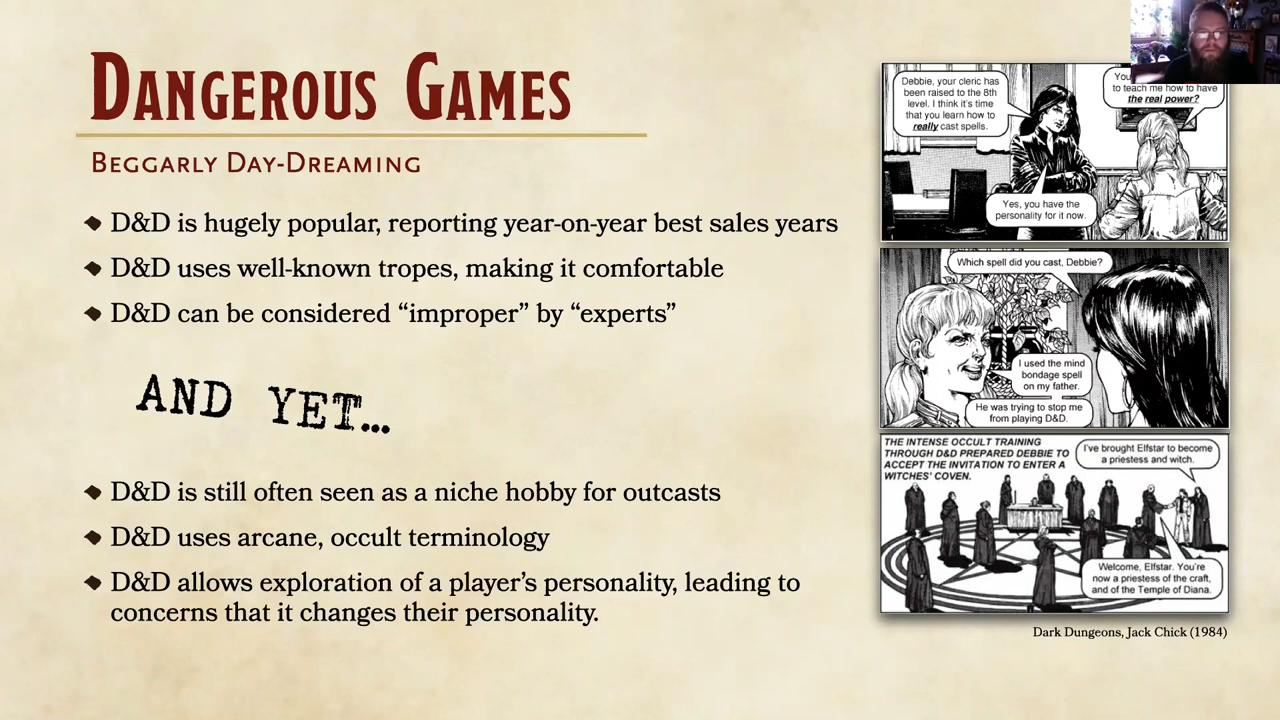 DANGEROUS GAMES
BEGGARLY DAY-DREAMING
D&D is hugely popular, reporting year-on-year best sales years
D&D uses well-known tropes, making it comfortable
D&D can be considered “improper” by “experts”
AND YET...
D&D is still often seen as a niche hobby for outcasts
D&D uses arcane, occult terminology
D&D allows exploration of a player’s personality, leading to
concerns that it changes their personality.
Debbie, your cleric has
been raised to the 8th
level. I think it's time
that you learn how to
really cast spells.
to teach me how to have
the real power?
Yes, you have the
personality for it now.
Which spell did you cast, Debbie?
I used the mind
bondage spell
on my father.
He was trying to stop me
from playing D&D.
THE INTENSE OCCULT TRAINING
THROUGH D&D PREPARED DEBBIE TO
ACCEPT THE INVITATION TO ENTER A
WITCHES' COVEN.
I've brought Elfstar to become
a priestess and witch.
Welcome, Elfstar. You're
now a priestess of the craft,
and of the Temple of Diana.
Dark Dungeons, Jack Chick (1984)